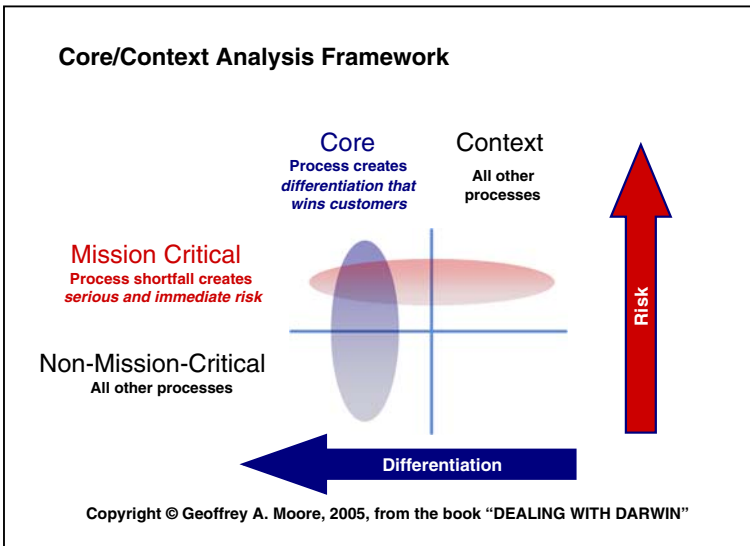 Core/Context Analysis Framework
Core
Process creates
differentiation that
wins customers
Context
All other
processes
Mission Critical
Process shortfall creates
serious and immediate risk
Risk
Non-Mission-Critical
All other processes
Differentiation
Copyright © Geoffrey A. Moore, 2005, from the book “DEALING WITH DARWIN”